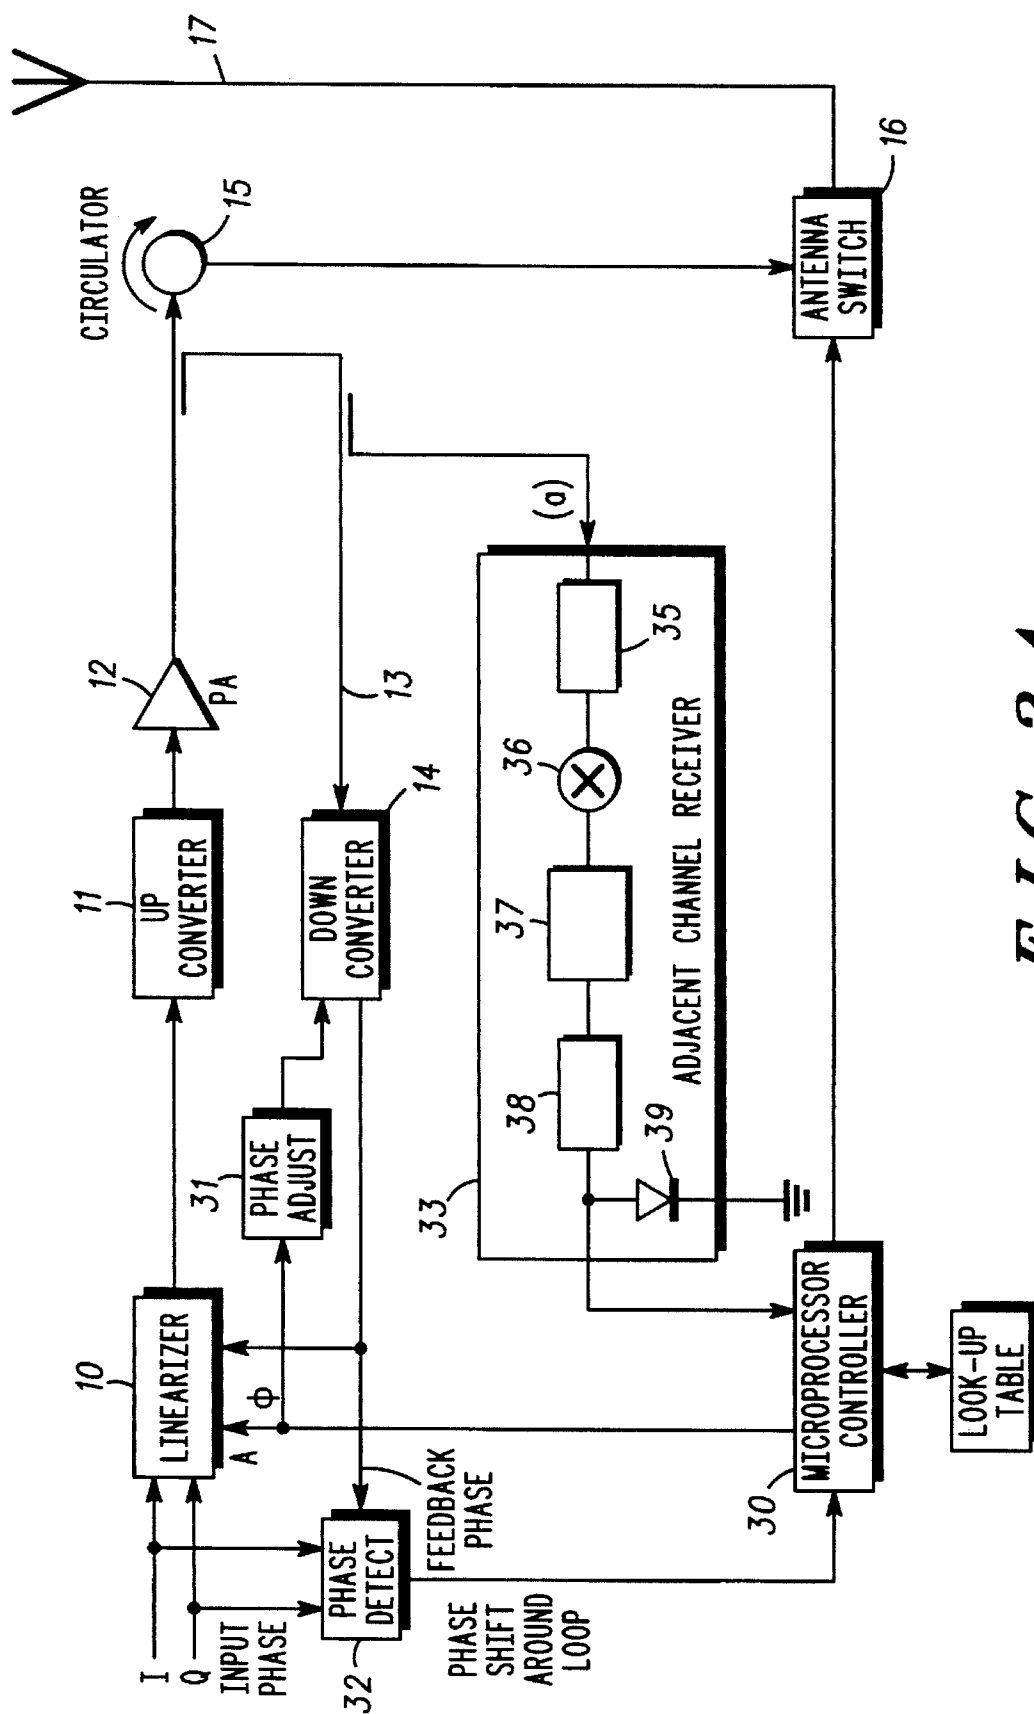 I
Q
INPUT
PHASE
32
PHASE
DETECT
FEEDBACK
PHASE
PHASE
SHIFT
AROUND
LOOP
10
LINEARIZER
A
Φ
31
PHASE
ADJUST
11
UP
CONVERTER
12
PA
DOWN
CONVERTER
14
13
CIRCULATOR
15
17
33
38
39
37
36
35
(a)
ADJACENT CHANNEL RECEIVER
30
MICROPROCESSOR
CONTROLLER
LOOK-UP
TABLE
ANTENNA
SWITCH
16